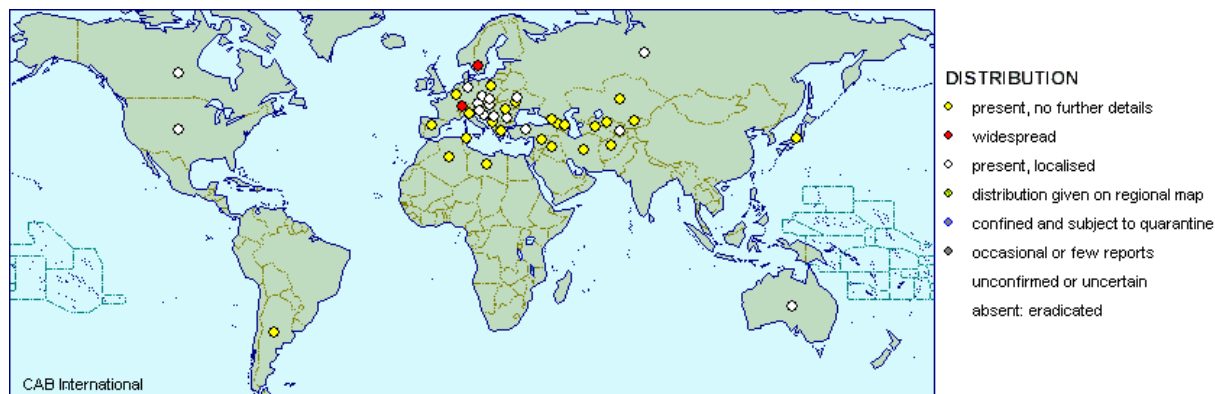 DISTRIBUTION
present, no further details
widespread
present, localised
distribution given on regional map
confined and subject to quarantine
occasional or few reports
unconfirmed or uncertain
absent: eradicated
CAB International